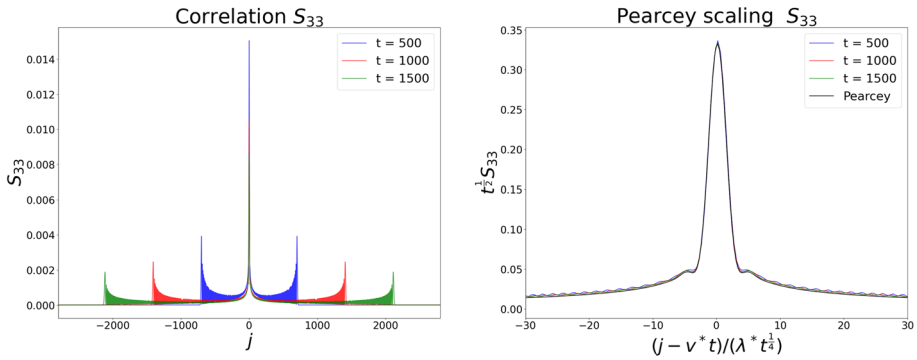 Correlation S₃₃
S₃₃
0.014
0.012
0.010
0.008
0.006
0.004
0.002
0.000
t = 500
t = 1000
t = 1500
−2000
−1000
0
1000
2000
j
Pearcey scaling S₃₃
t^{1/2}S₃₃
0.35
0.30
0.25
0.20
0.15
0.10
0.05
0.00
t = 500
t = 1000
t = 1500
Pearcey
−30
−20
−10
0
10
20
30
(j − v*t)/(λ*t^{1/4})